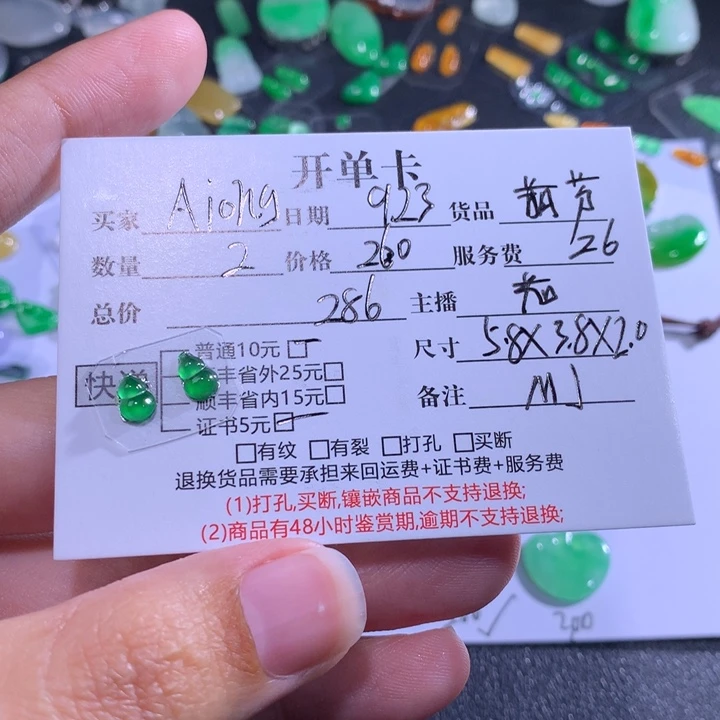 开单卡
买家 Aiong 日期 923 货品
数量 2 价格 260 服务费 26
总价 286 主播
尺寸 5.8X3.8X2.0
快递 普通10元
顺丰省外25元
顺丰省内15元
备注 MJ
证书5元
有纹 有裂 打孔 买断
退换货品需要承担来回运费+证书费+服务费
(1)打孔,买断,镶嵌商品不支持退换;
(2)商品有48小时鉴赏期,逾期不支持退换;
200